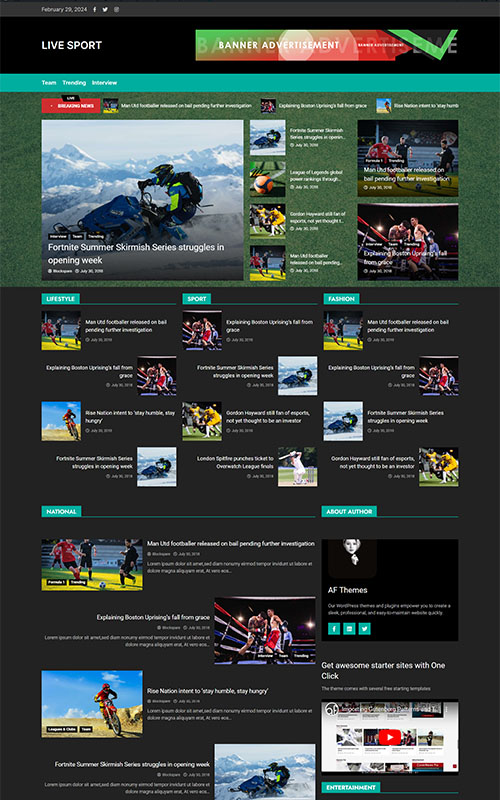 February 29, 2024
LIVE SPORT
BANNER ADVERTISEMENT
BANNER ADVERTISEMENT
Team Trending Interview
LIVE
BREAKING NEWS
Man Utd footballer released on bail pending further investigation
Explaining Boston Uprising's fall from grace
Rise Nation intent to 'stay humb
Interview Team Trending
Fortnite Summer Skirmish Series struggles in
opening week
Blockspare July 30, 2018
Fortnite Summer Skirmish
Series struggles in openin...
July 30, 2018
League of Legends global
power rankings through...
July 30, 2018
Gordon Hayward still fan of
esports, not yet thought to...
July 30, 2018
Man Utd footballer
released on bail pending...
July 30, 2018
Formula 1 Trending
Man Utd footballer released on
bail pending further investigation
July 30, 2018
Interview Team Trending
Explaining Boston Uprising's fall
from grace
July 30, 2018
LIFESTYLE
Man Utd footballer released on bail
pending further investigation
July 30, 2018
Explaining Boston Uprising's fall from
grace
July 30, 2018
Rise Nation intent to 'stay humble, stay
hungry'
July 30, 2018
Fortnite Summer Skirmish Series
struggles in opening week
July 30, 2018
SPORT
Explaining Boston Uprising's fall from
grace
July 30, 2018
Fortnite Summer Skirmish Series
struggles in opening week
July 30, 2018
Gordon Hayward still fan of esports,
not yet thought to be an investor
July 30, 2018
London Spitfire punches ticket to
Overwatch League finals
July 30, 2018
FASHION
Man Utd footballer released on bail
pending further investigation
July 30, 2018
Explaining Boston Uprising's fall from
grace
July 30, 2018
Fortnite Summer Skirmish Series
struggles in opening week
July 30, 2018
Gordon Hayward still fan of
esports, not yet thought to be an investor
July 30, 2018
NATIONAL
Formula 1 Trending
Man Utd footballer released on bail pending further investigation
Blockspare July 30, 2018
Lorem ipsum dolor sit amet,sed diam nonumy eirmod tempor invidunt ut labore et
dolore magna aliquyam erat, At vero eos...
Explaining Boston Uprising's fall from grace
Blockspare July 30, 2018
Lorem ipsum dolor sit amet,sed diam nonumy eirmod tempor invidunt ut labore et
dolore magna aliquyam erat, At vero eos...
Interview Team Trending
Leagues & Clubs Team
Rise Nation intent to 'stay humble, stay hungry'
Blockspare July 30, 2018
Lorem ipsum dolor sit amet,sed diam nonumy eirmod tempor invidunt ut labore et
dolore magna aliquyam erat, At vero eos...
Fortnite Summer Skirmish Series struggles in opening week
Blockspare July 30, 2018
Lorem ipsum dolor sit amet,sed diam nonumy eirmod tempor invidunt ut labore et
dolore magna aliquyam erat, At vero eos...
ABOUT AUTHOR
AF Themes
Our WordPress themes and plugins empower you to create a
sleek, professional, and easy-to-maintain website quickly.
Get awesome starter sites with One
Click
The theme comes with several free starting templates
Importing Gutenberg Patterns and T...
ENTERTAINMENT